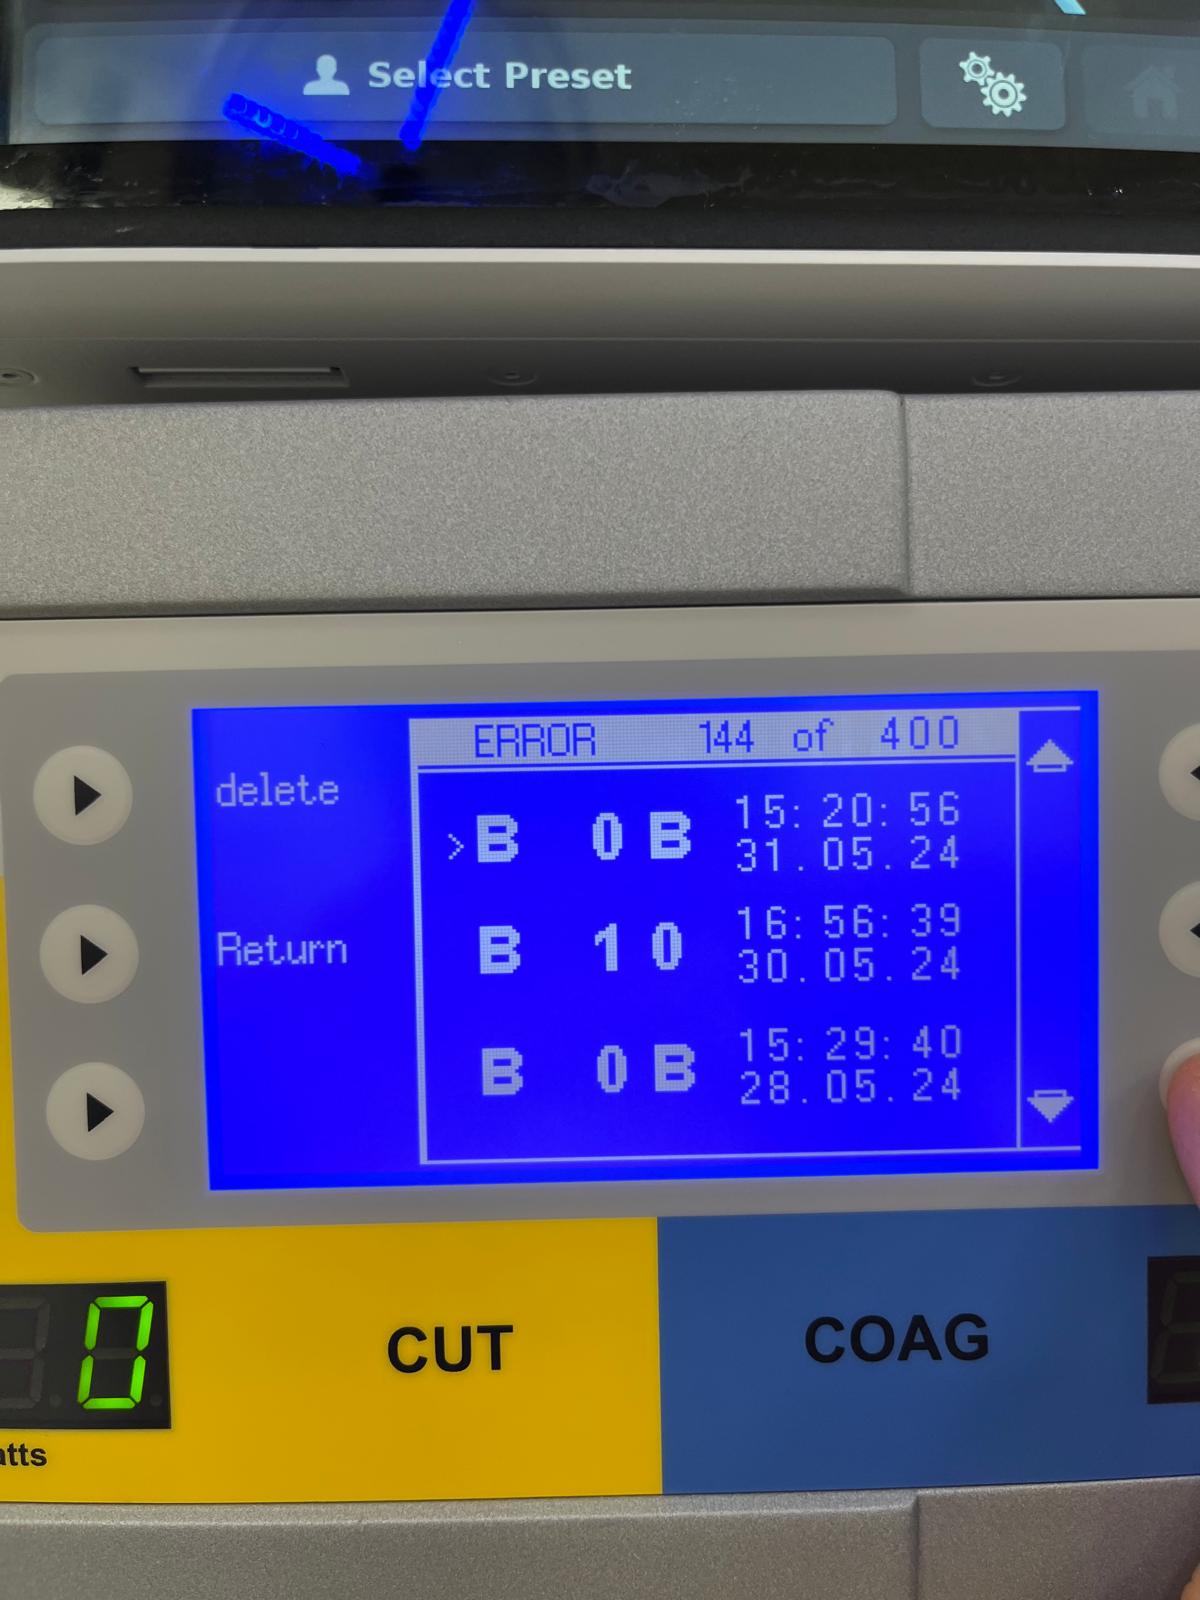 Select Preset
ERROR 144 of 400
delete
>B 0B 15:20:56
31.05.24
Return
B 10 16:56:39
30.05.24
B 0B 15:29:40
28.05.24
0
CUT
COAG
atts